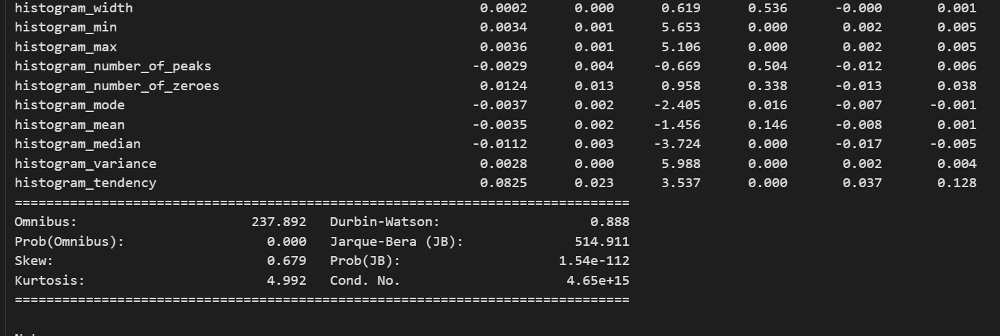 histogram_width 0.0002 0.000 0.619 0.536 -0.000 0.001
histogram_min 0.0034 0.001 5.653 0.000 0.002 0.005
histogram_max 0.0036 0.001 5.106 0.000 0.002 0.005
histogram_number_of_peaks -0.0029 0.004 -0.669 0.504 -0.012 0.006
histogram_number_of_zeroes 0.0124 0.013 0.958 0.338 -0.013 0.038
histogram_mode -0.0037 0.002 -2.405 0.016 -0.007 -0.001
histogram_mean -0.0035 0.002 -1.456 0.146 -0.008 0.001
histogram_median -0.0112 0.003 -3.724 0.000 -0.017 -0.005
histogram_variance 0.0028 0.000 5.988 0.000 0.002 0.004
histogram_tendency 0.0825 0.023 3.537 0.000 0.037 0.128
==============================================================================
Omnibus: 237.892 Durbin-Watson: 0.888
Prob(Omnibus): 0.000 Jarque-Bera (JB): 514.911
Skew: 0.679 Prob(JB): 1.54e-112
Kurtosis: 4.992 Cond. No. 4.65e+15
==============================================================================